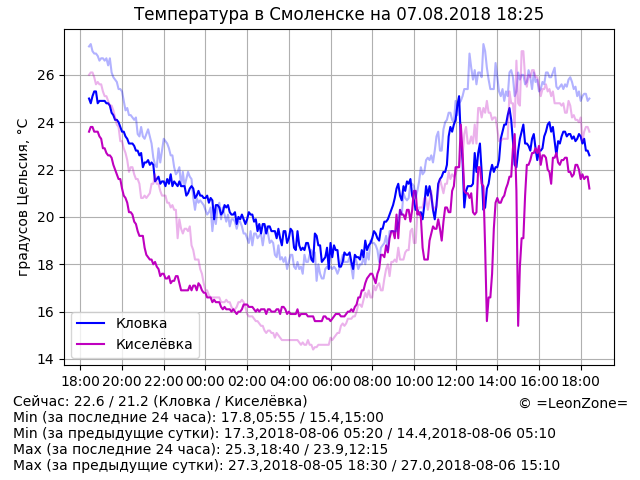 Температура в Смоленске на 07.08.2018 18:25
градусов Цельсия, °C
26
24
22
20
18
16
14
Кловка
Киселёвка
18:00 20:00 22:00 00:00 02:00 04:00 06:00 08:00 10:00 12:00 14:00 16:00 18:00
Сейчас: 22.6 / 21.2 (Кловка / Киселёвка)
© =LeonZone=
Min (за последние 24 часа): 17.8,05:55 / 15.4,15:00
Min (за предыдущие сутки): 17.3,2018-08-06 05:20 / 14.4,2018-08-06 05:10
Max (за последние 24 часа): 25.3,18:40 / 23.9,12:15
Max (за предыдущие сутки): 27.3,2018-08-05 18:30 / 27.0,2018-08-06 15:10